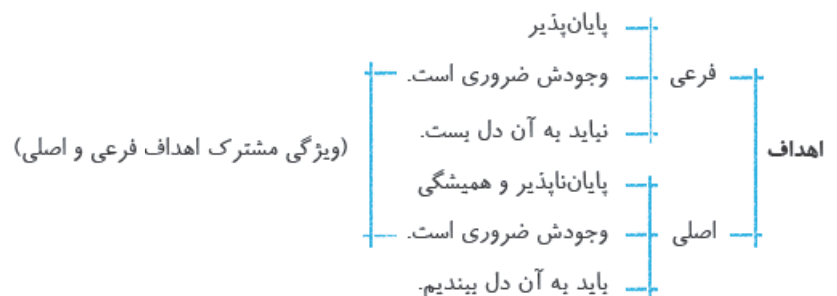 پایان‌پذیر
فرعی
وجودش ضروری است.
نباید به آن دل بست.
اهداف
(ویژگی مشترک اهداف فرعی و اصلی)
پایان‌ناپذیر و همیشگی
اصلی
وجودش ضروری است.
باید به آن دل ببندیم.